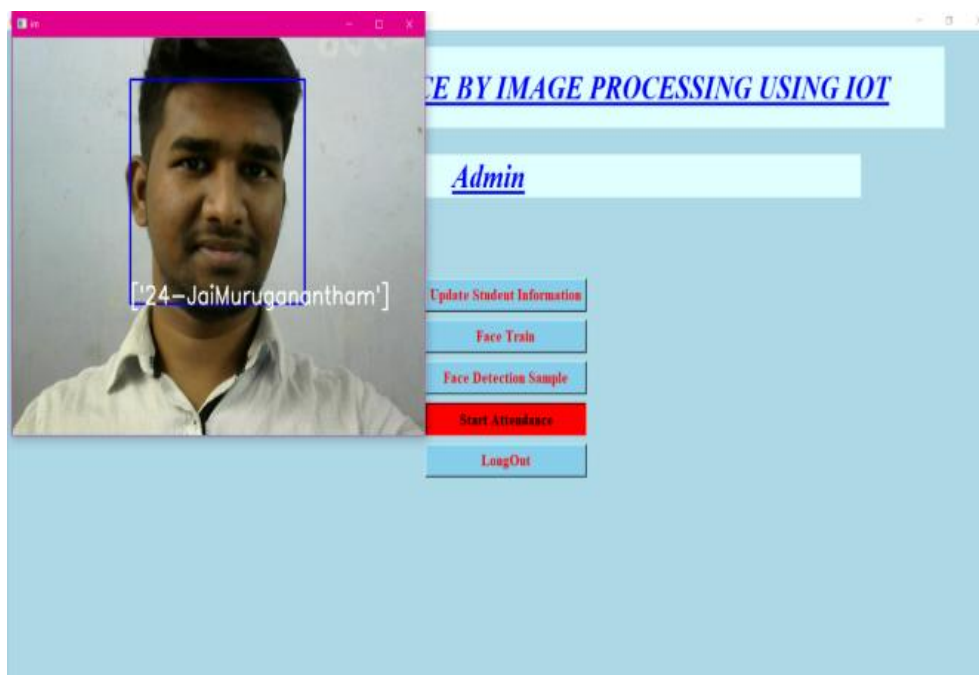 im
CE BY IMAGE PROCESSING USING IOT
Admin
['24-JaiMuruganantham']
Update Student Information
Face Train
Face Detection Sample
Start Attendance
LongOut